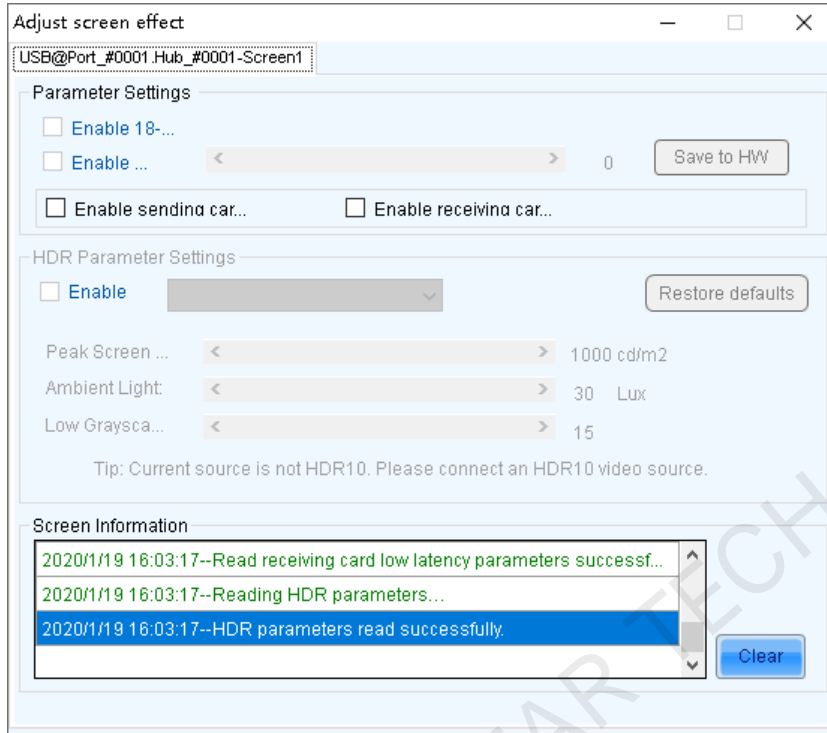 Adjust screen effect
USB@Port_#0001.Hub_#0001-Screen1
Parameter Settings
Enable 18-...
Enable ... 0 Save to HW
Enable sending car... Enable receiving car...
HDR Parameter Settings
Enable Restore defaults
Peak Screen ... 1000 cd/m2
Ambient Light: 30 Lux
Low Graysca... 15
Tip: Current source is not HDR10. Please connect an HDR10 video source.
Screen Information
2020/1/19 16:03:17--Read receiving card low latency parameters successf...
2020/1/19 16:03:17--Reading HDR parameters...
2020/1/19 16:03:17--HDR parameters read successfully.
Clear
TAR TECH